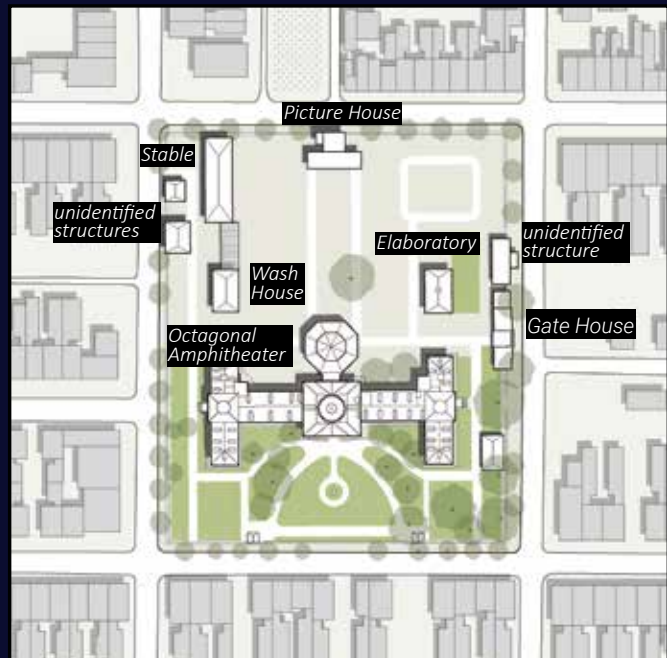 Picture House
Stable
unidentified
structures
Elaboratory
unidentified
structure
Wash
House
Gate House
Octagonal
Amphitheater